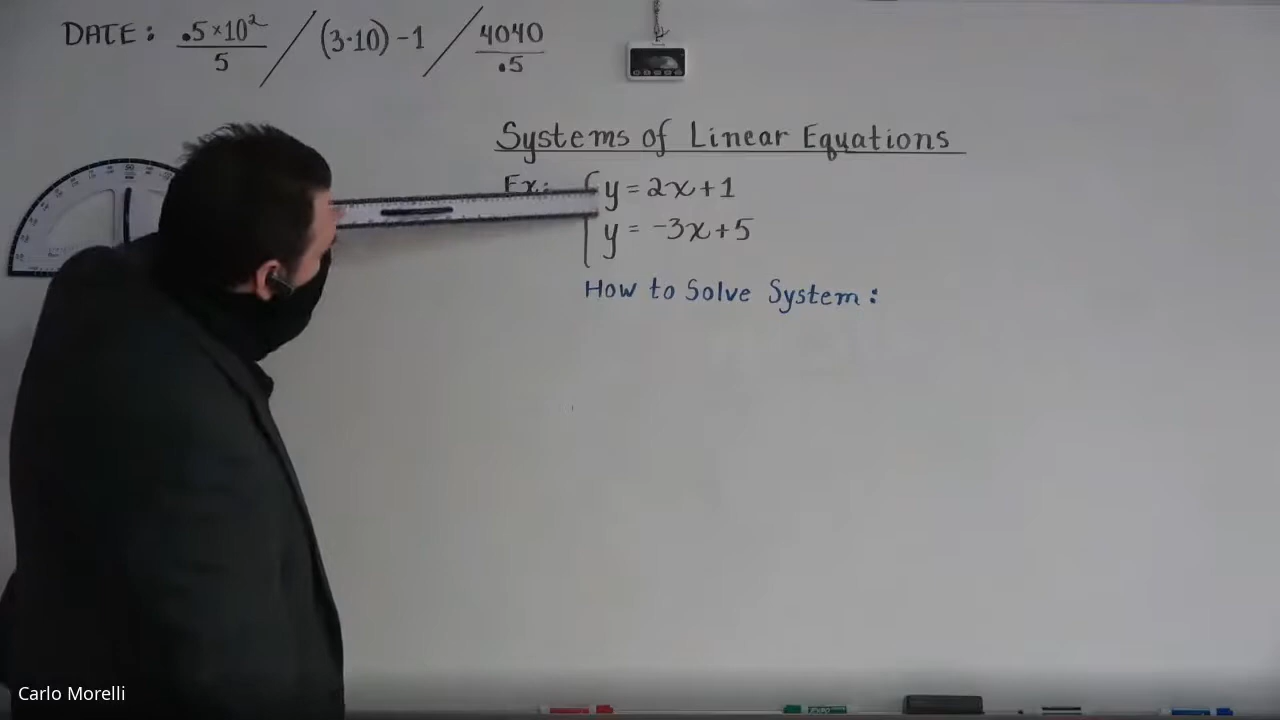 DATE: .5×10²/5 / (3·10)-1 / 4040/.5
Systems of Linear Equations
Ex: y = 2x+1
y = -3x+5
How to Solve System:
Carlo Morelli